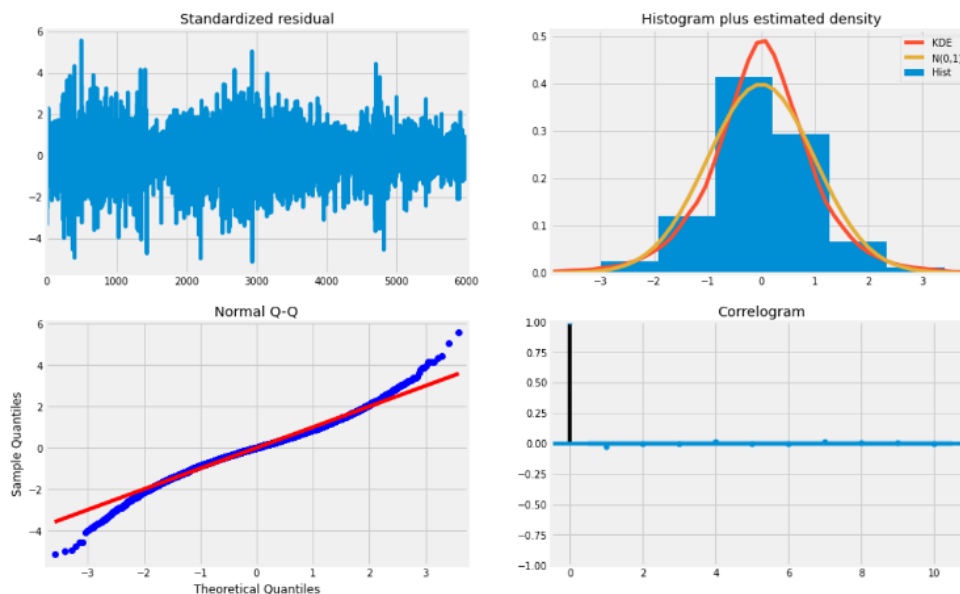 Standardized residual
6
4
2
0
−2
−4
0 1000 2000 3000 4000 5000 6000
Histogram plus estimated density
0.5
0.4
0.3
0.2
0.1
0.0
KDE
N(0,1)
Hist
−3 −2 −1 0 1 2 3
Normal Q-Q
Sample Quantiles
6
4
2
0
−2
−4
−3 −2 −1 0 1 2 3
Theoretical Quantiles
Correlogram
1.00
0.75
0.50
0.25
0.00
−0.25
−0.50
−0.75
−1.00
0 2 4 6 8 10